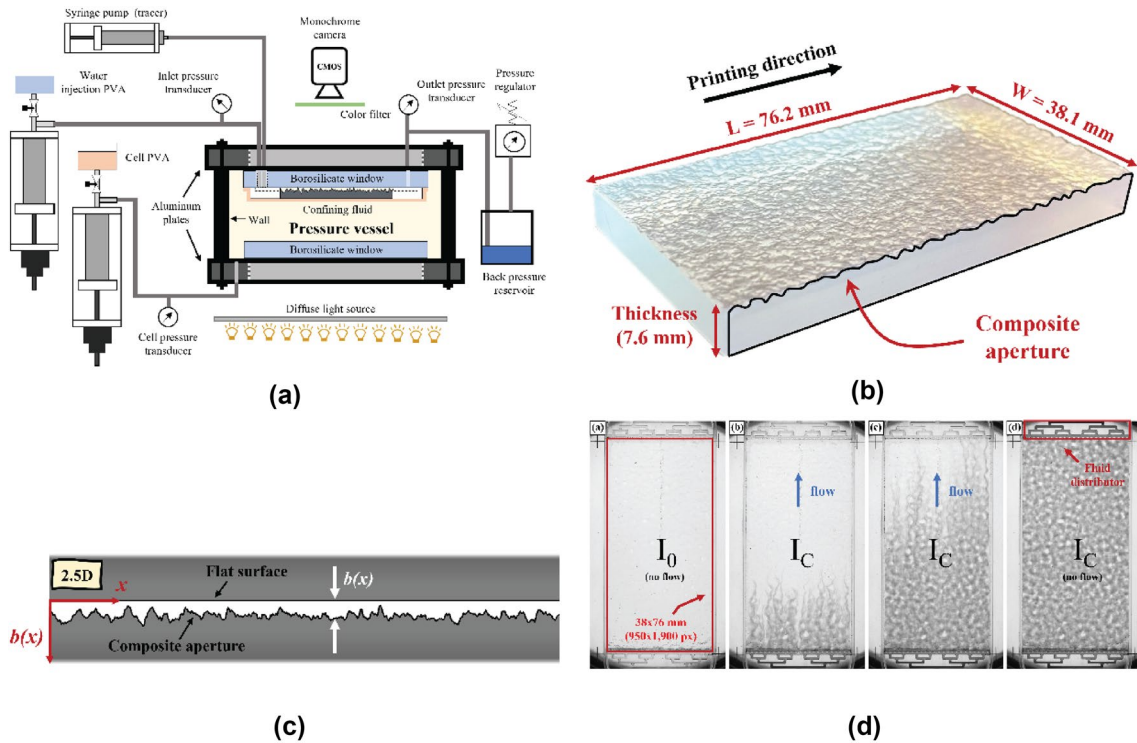 Syringe pump (tracer)
Monochrome
camera
CMOS
Color filter
Water
injection PVA
Inlet pressure
transducer
Outlet pressure
transducer
Pressure
regulator
Cell PVA
Aluminum
plates
Borosilicate window
Confining fluid
Wall
Pressure vessel
Borosilicate window
Back pressure
reservoir
Diffuse light source
Cell pressure
transducer
(a)
Printing direction
L = 76.2 mm
W = 38.1 mm
Thickness
(7.6 mm)
Composite
aperture
(b)
2.5D
Flat surface
x
b(x)
b(x)
Composite aperture
(c)
(a)
I0
(no flow)
38x76 mm
(950x1,900 px)
(b)
flow
IC
(c)
flow
IC
(d)
Fluid
distributor
IC
(no flow)
(d)